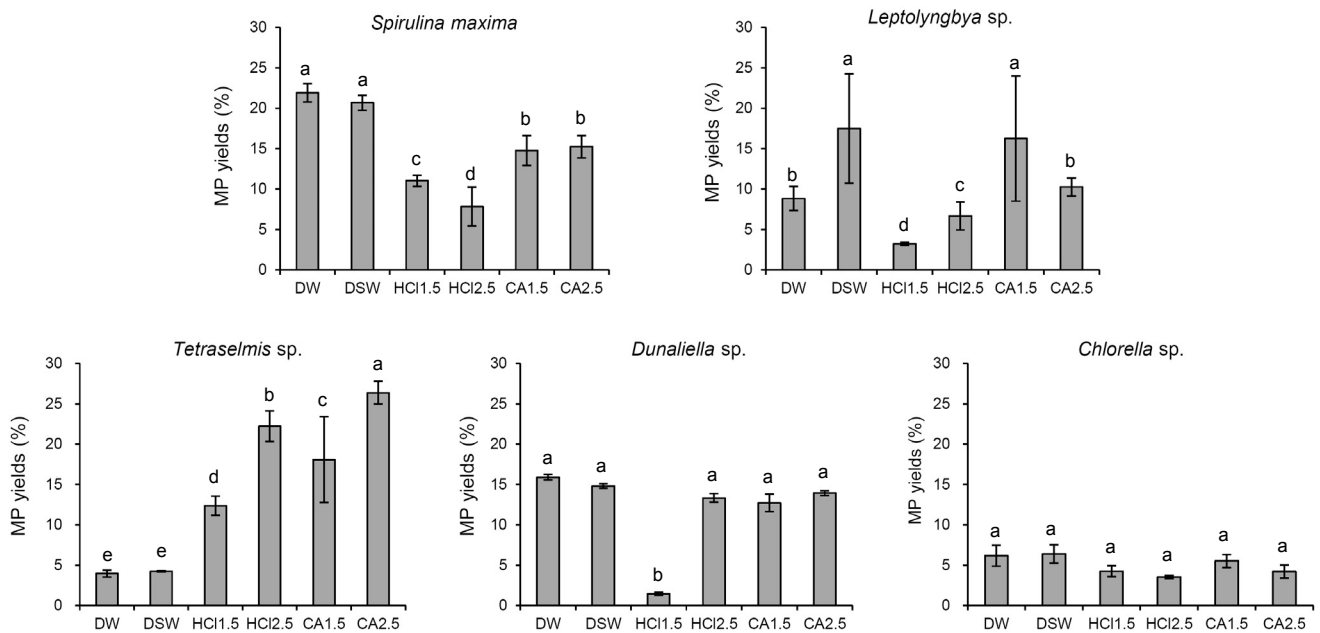 Spirulina maxima
MP yields (%)
30
25
20
15
10
5
0
a
a
c
d
b
b
DW DSW HCl1.5 HCl2.5 CA1.5 CA2.5
Leptolyngbya sp.
MP yields (%)
30
25
20
15
10
5
0
b
a
d
c
a
b
DW DSW HCl1.5 HCl2.5 CA1.5 CA2.5
Tetraselmis sp.
MP yields (%)
30
25
20
15
10
5
0
e
e
d
b
c
a
DW DSW HCl1.5 HCl2.5 CA1.5 CA2.5
Dunaliella sp.
MP yields (%)
30
25
20
15
10
5
0
a
a
b
a
a
a
DW DSW HCl1.5 HCl2.5 CA1.5 CA2.5
Chlorella sp.
MP yields (%)
30
25
20
15
10
5
0
a
a
a
a
a
a
DW DSW HCl1.5 HCl2.5 CA1.5 CA2.5